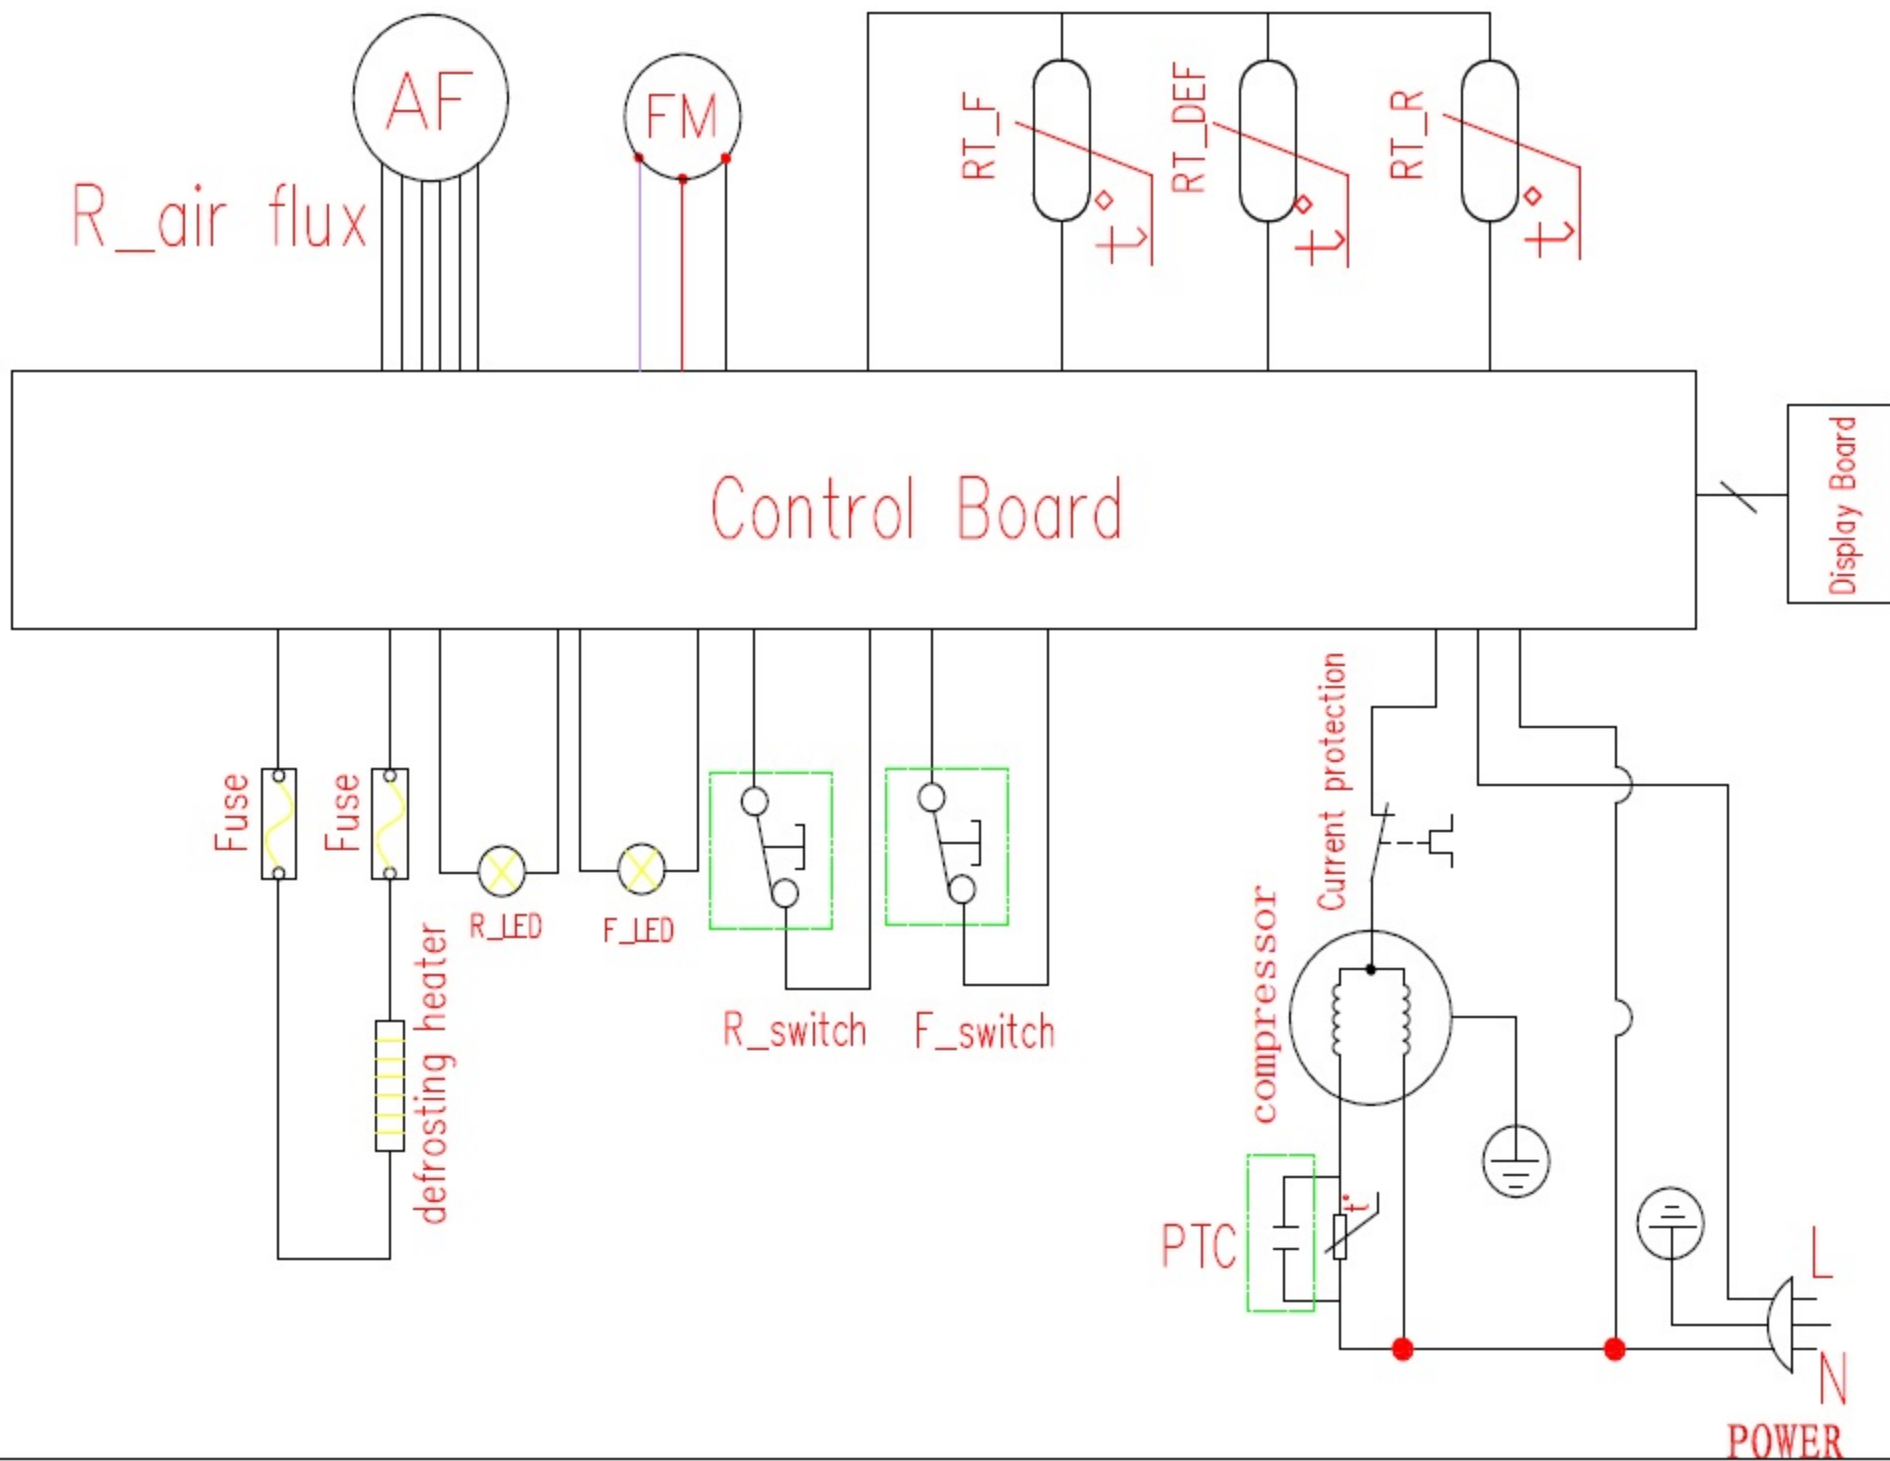 AF
FM
R_air flux
RT_F
t°
RT_DEF
t°
RT_R
t°
Control Board
Display Board
Fuse
Fuse
defrosting heater
R_LED
F_LED
R_switch
F_switch
Current protection
compressor
PTC
t°
L
N
POWER